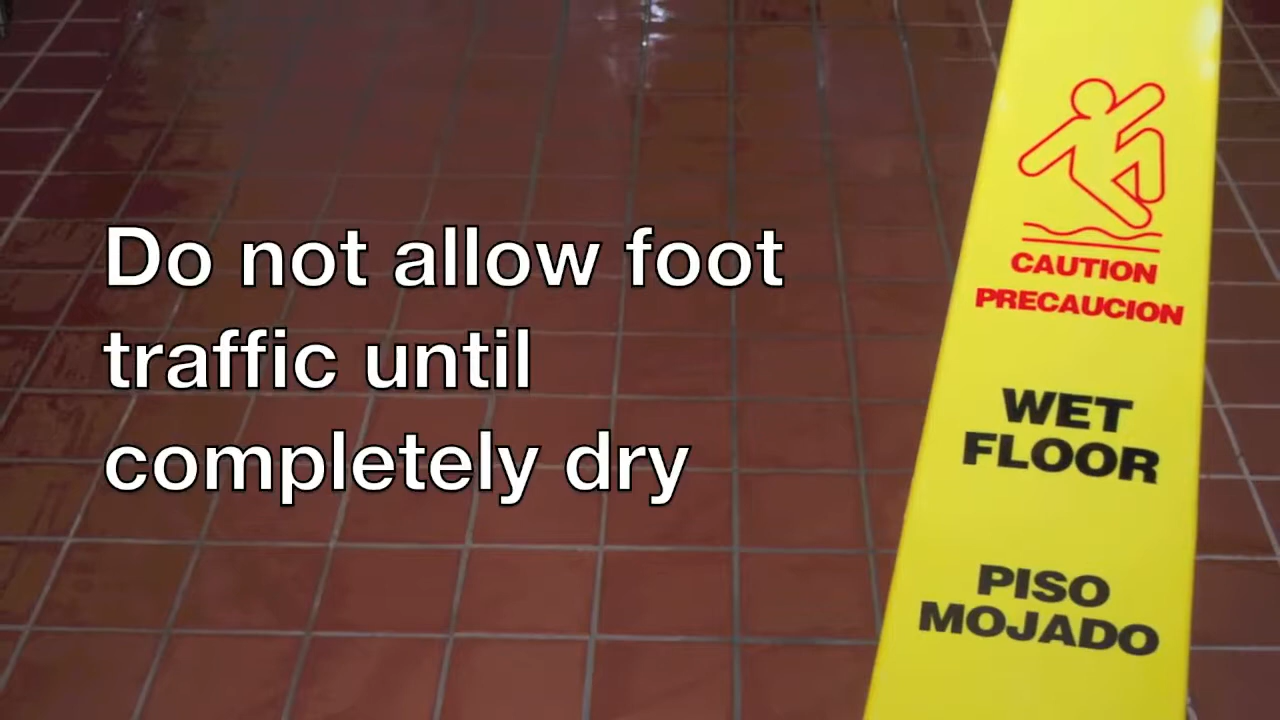 Do not allow foot
traffic until
completely dry
CAUTION
PRECAUCION
WET
FLOOR
PISO
MOJADO